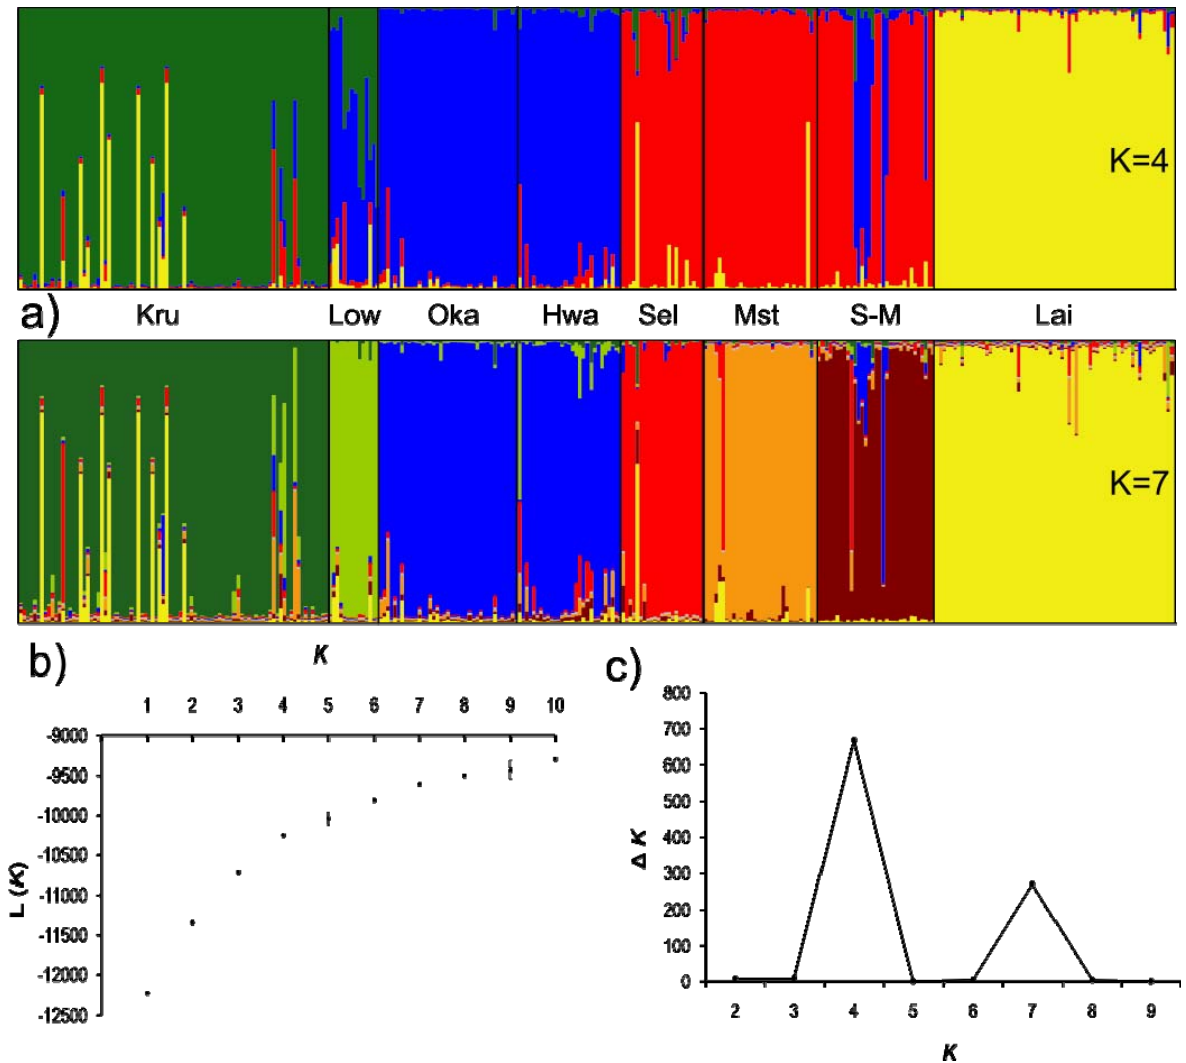 K=4
a) Kru Low Oka Hwa Sel Mst S-M Lai
K=7
b) K
1 2 3 4 5 6 7 8 9 10
-9000
-9500
-10000
-10500
-11000
-11500
-12000
-12500
L (K)
c)
800
700
600
500
400
300
200
100
0
Δ K
2 3 4 5 6 7 8 9
K